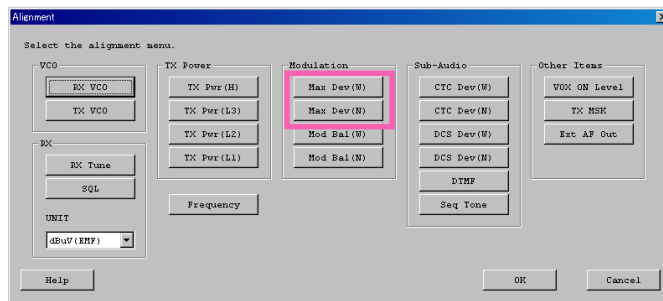 Alignment
Select the alignment menu.
VCO
RX VCO
TX VCO
RX
RX Tune
SQL
UNIT
dBuV(EMF)
TX Power
TX Pwr(H)
TX Pwr(L3)
TX Pwr(L2)
TX Pwr(L1)
Frequency
Modulation
Max Dev(W)
Max Dev(N)
Mod Bal(W)
Mod Bal(N)
Sub-Audio
CTC Dev(W)
CTC Dev(N)
DCS Dev(W)
DCS Dev(N)
DTMF
Seq Tone
Other Items
VOX ON Level
TX MSK
Ext AF Out
Help
OK
Cancel